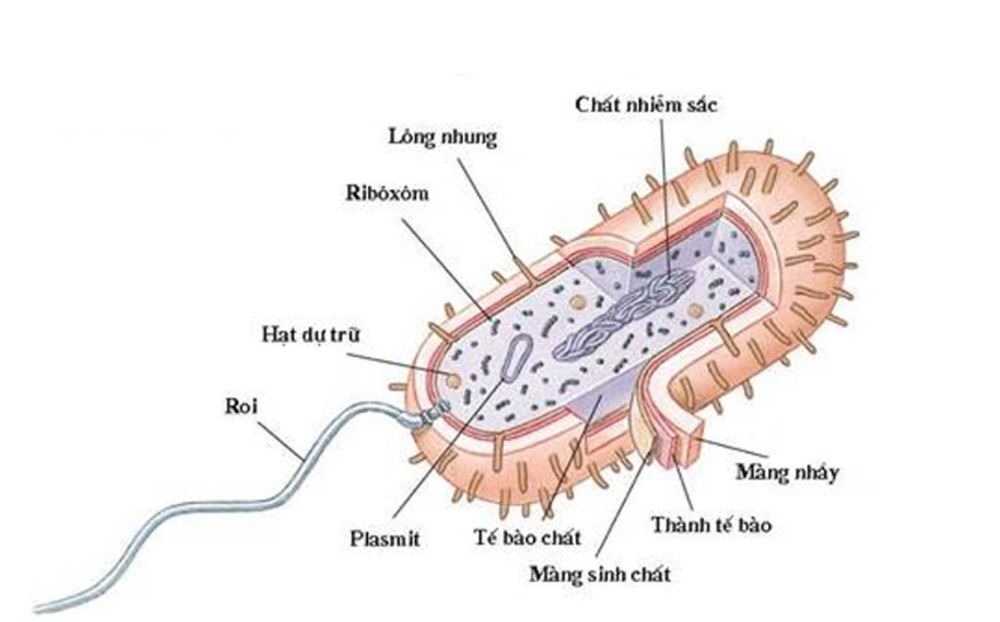 Chất nhiễm sắc
Lông nhung
Ribôxôm
Hạt dự trữ
Roi
Màng nhầy
Thành tế bào
Plasmit
Tế bào chất
Màng sinh chất